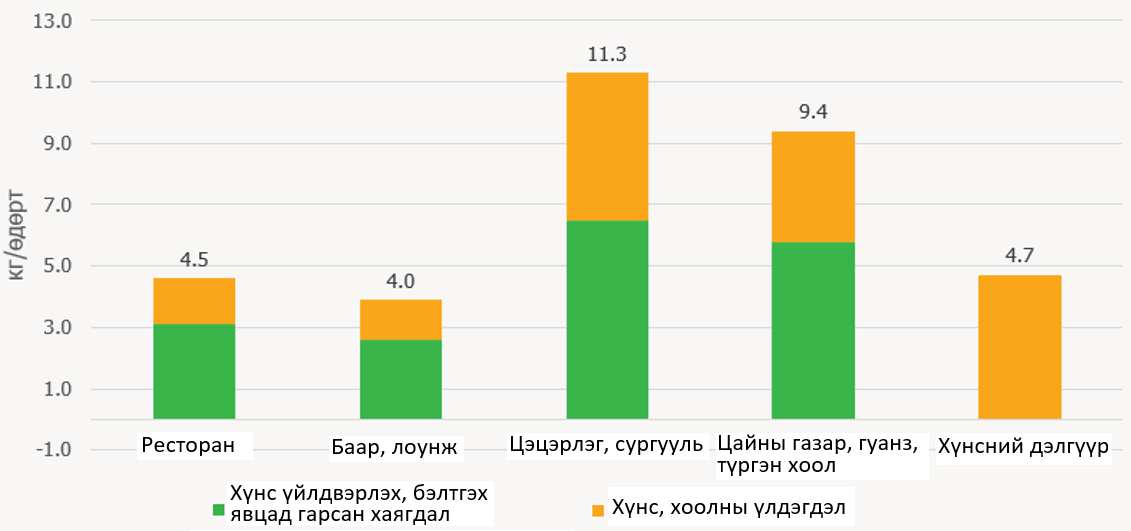 13.0
11.0
9.0
7.0
5.0
3.0
1.0
-1.0
кг/өдөрт
4.5
4.0
11.3
9.4
4.7
Ресторан
Баар, лоунж
Цэцэрлэг, сургууль
Цайны газар, гуанз,
түргэн хоол
Хүнсний дэлгүүр
Хүнс үйлдвэрлэх, бэлтгэх
явцад гарсан хаягдал
Хүнс, хоолны үлдэгдэл